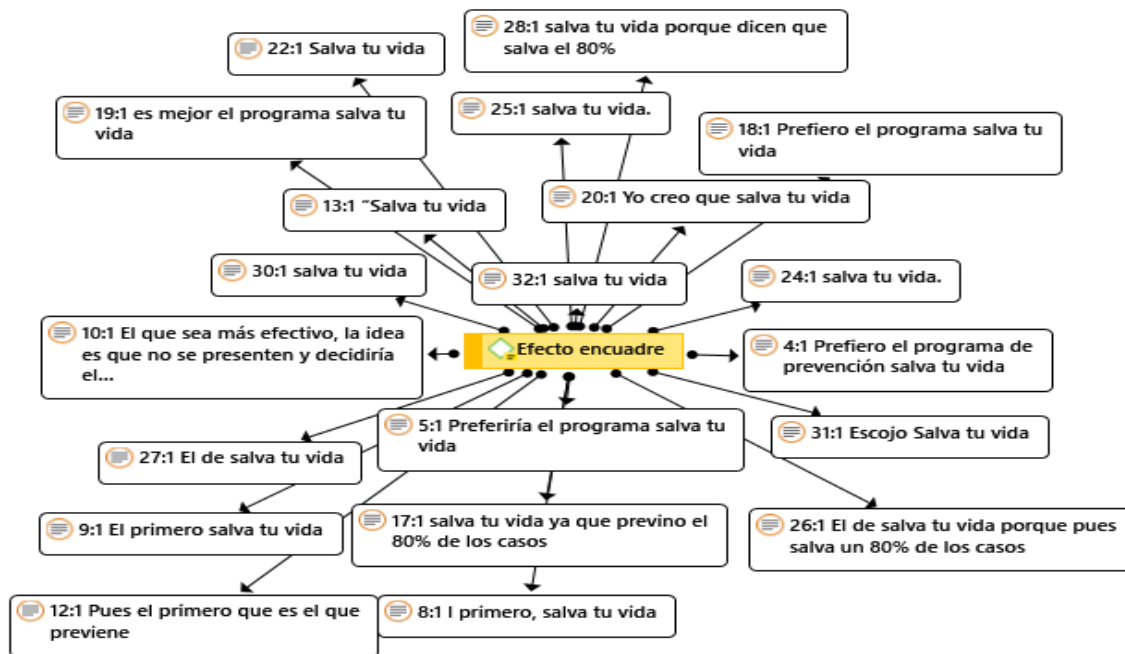 28:1 salva tu vida porque dicen que
salva el 80%
22:1 Salva tu vida
19:1 es mejor el programa salva tu
vida
25:1 salva tu vida.
18:1 Prefiero el programa salva tu
vida
13:1 ˝Salva tu vida
20:1 Yo creo que salva tu vida
30:1 salva tu vida
32:1 salva tu vida
24:1 salva tu vida.
10:1 El que sea más efectivo, la idea
es que no se presenten y decidiría
el...
Efecto encuadre
4:1 Prefiero el programa de
prevención salva tu vida
5:1 Preferiría el programa salva tu
vida
31:1 Escojo Salva tu vida
27:1 El de salva tu vida
9:1 El primero salva tu vida
17:1 salva tu vida ya que previno el
80% de los casos
26:1 El de salva tu vida porque pues
salva un 80% de los casos
12:1 Pues el primero que es el que
previene
8:1 I primero, salva tu vida